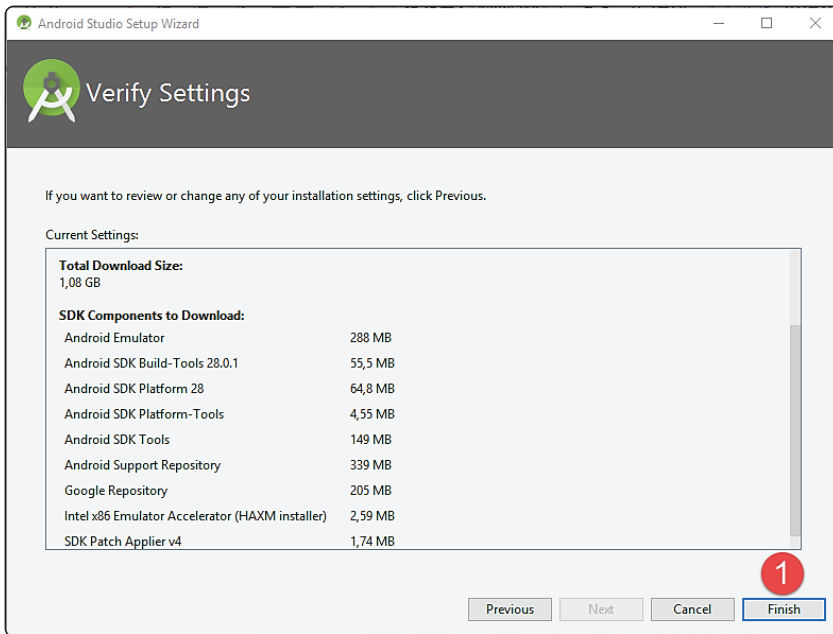 Android Studio Setup Wizard
Verify Settings
If you want to review or change any of your installation settings, click Previous.
Current Settings:
Total Download Size:
1,08 GB
SDK Components to Download:
Android Emulator 288 MB
Android SDK Build-Tools 28.0.1 55,5 MB
Android SDK Platform 28 64,8 MB
Android SDK Platform-Tools 4,55 MB
Android SDK Tools 149 MB
Android Support Repository 339 MB
Google Repository 205 MB
Intel x86 Emulator Accelerator (HAXM installer) 2,59 MB
SDK Patch Applier v4 1,74 MB
1
Previous Next Cancel Finish